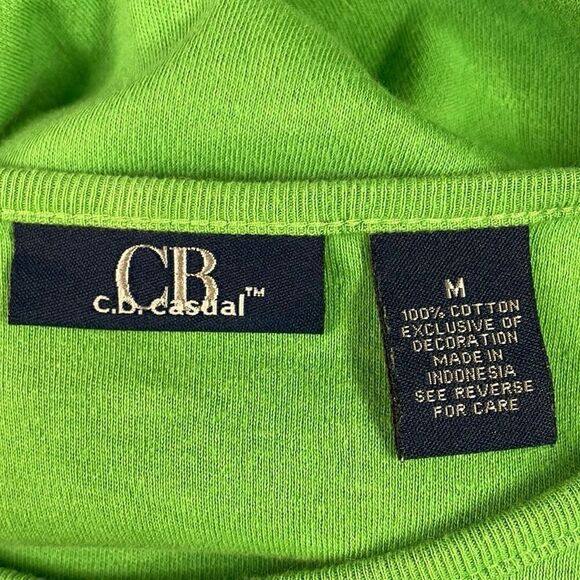 CB
c.b. casual™
M
100% COTTON
EXCLUSIVE OF
DECORATION
MADE IN
INDONESIA
SEE REVERSE
FOR CARE